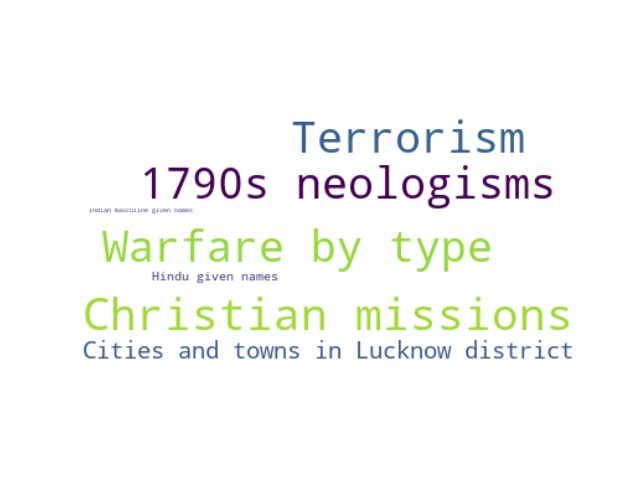 Terrorism
1790s neologisms
Indian masculine given names
Warfare by type
Hindu given names
Christian missions
Cities and towns in Lucknow district